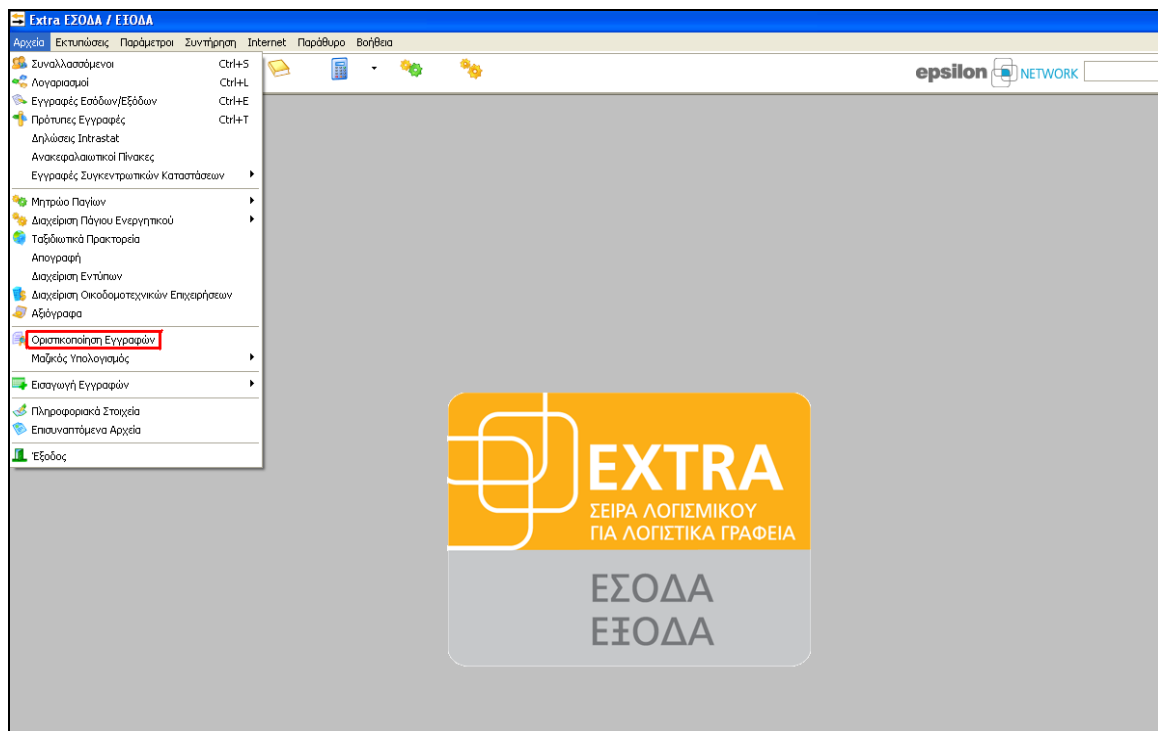 Extra ΕΣΟΔΑ / ΕΞΟΔΑ
Αρχεία Εκτυπώσεις Παράμετροι Συντήρηση Internet Παράθυρο Βοήθεια
Συναλλασσόμενοι Ctrl+S
epsilon NETWORK
Λογαριασμοί Ctrl+L
Εγγραφές Εσόδων/Εξόδων Ctrl+E
Πρότυπες Εγγραφές Ctrl+T
Δηλώσεις Intrastat
Ανακεφαλαιωτικοί Πίνακες
Εγγραφές Συγκεντρωτικών Καταστάσεων
Μητρώο Παγίων
Διαχείριση Πάγιου Ενεργητικού
Ταξιδιωτικά Πρακτορεία
Απογραφή
Διαχείριση Εντύπων
Διαχείριση Οικοδομοτεχνικών Επιχειρήσεων
Αξιόγραφα
Οριστικοποίηση Εγγραφών
Μαζικός Υπολογισμός
Εισαγωγή Εγγραφών
Πληροφοριακά Στοιχεία
Επισυναπτόμενα Αρχεία
Έξοδος
EXTRA
ΣΕΙΡΑ ΛΟΓΙΣΜΙΚΟΥ
ΓΙΑ ΛΟΓΙΣΤΙΚΑ ΓΡΑΦΕΙΑ
ΕΣΟΔΑ
ΕΞΟΔΑ